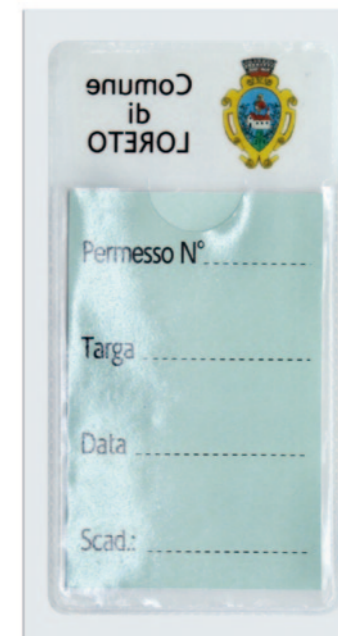 Comune
di
LORETO
Permesso N°
Targa
Data
Scad.: